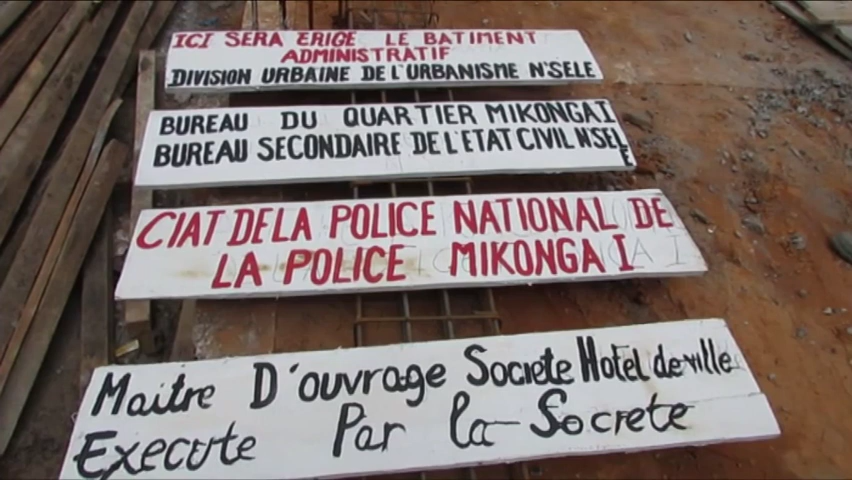 ICI SERA ERIGE LE BATIMENT
ADMINISTRATIF
DIVISION URBAINE DE L'URBANISME N'SELE
BUREAU DU QUARTIER MIKONGA I
BUREAU SECONDAIRE DE L'ETAT CIVIL NSELE
CIAT DE LA POLICE NATIONAL DE
LA POLICE MIKONGA I
Maitre D'ouvrage Societe Hotel de ville
Execute Par la Socrete